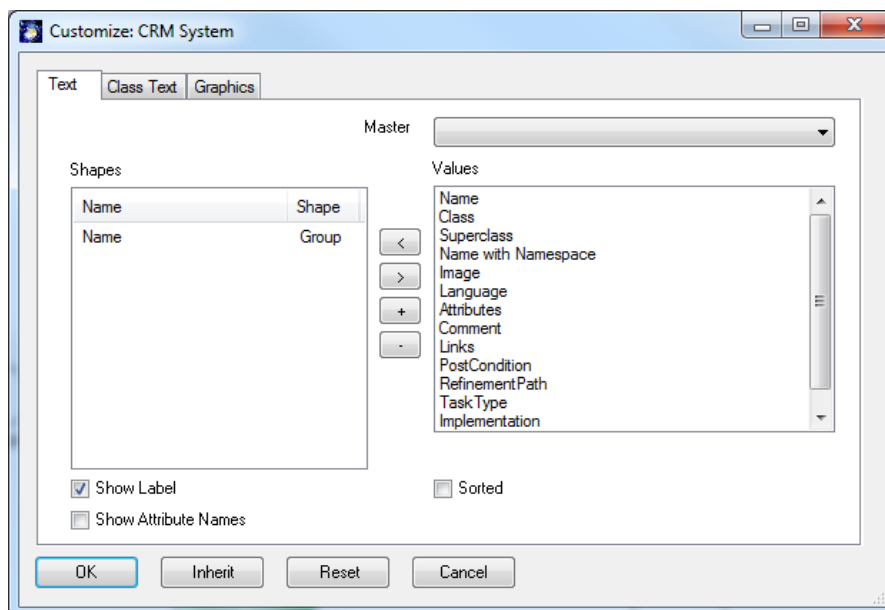 Customize: CRM System
Text Class Text Graphics
Master
Shapes
Values
Name Shape
Name Group
<
>
+
-
Name
Class
Superclass
Name with Namespace
Image
Language
Attributes
Comment
Links
PostCondition
RefinementPath
TaskType
Implementation
Show Label
Sorted
Show Attribute Names
OK Inherit Reset Cancel